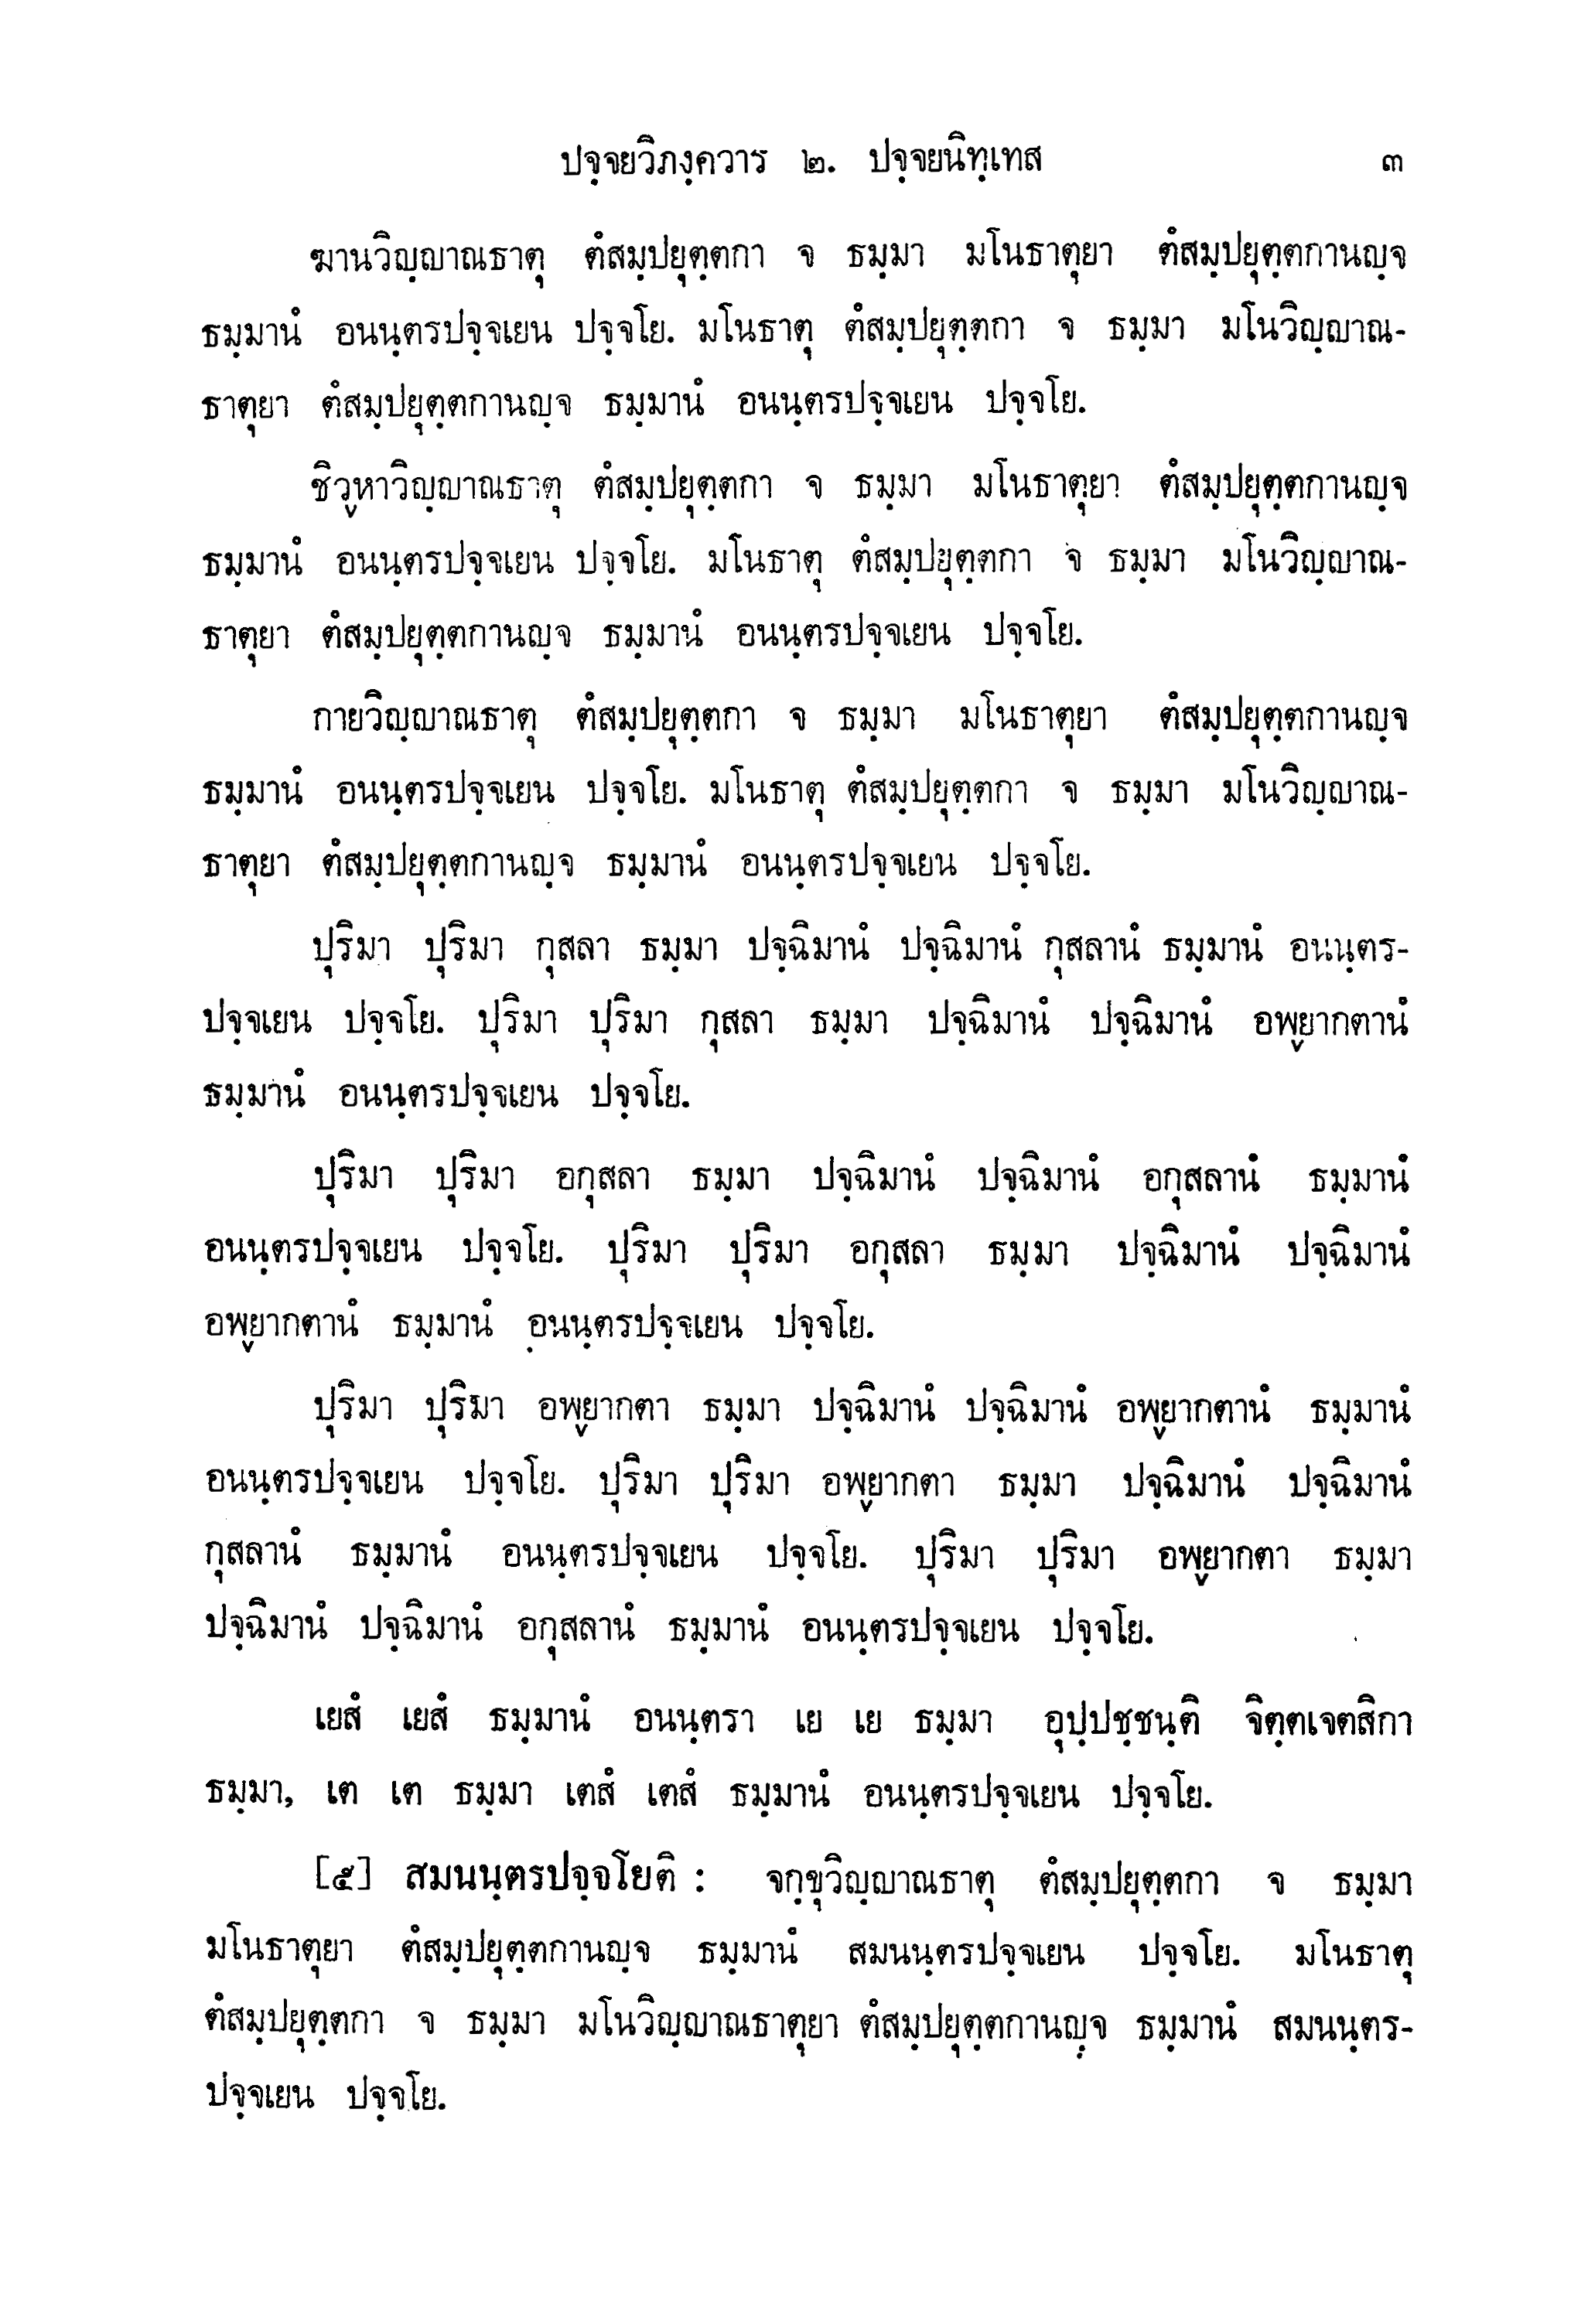 ปจฺจยวิภงฺควาร ๒. ปจฺจยนิทฺเทส ๓
ฆานวิญฺญาณธาตุ ตํสมฺปยุตฺตกา จ ธมฺมา มโนธาตุยา ตํสมฺปยุตฺตกานญฺจ
ธมฺมานํ อนนฺตรปจฺจเยน ปจฺจโย. มโนธาตุ ตํสมฺปยุตฺตกา จ ธมฺมา มโนวิญฺญาณ-
ธาตุยา ตํสมฺปยุตฺตกานญฺจ ธมฺมานํ อนนฺตรปจฺจเยน ปจฺจโย.
ชิวฺหาวิญฺญาณธาตุ ตํสมฺปยุตฺตกา จ ธมฺมา มโนธาตุยา ตํสมฺปยุตฺตกานญฺจ
ธมฺมานํ อนนฺตรปจฺจเยน ปจฺจโย. มโนธาตุ ตํสมฺปยุตฺตกา จ ธมฺมา มโนวิญฺญาณ-
ธาตุยา ตํสมฺปยุตฺตกานญฺจ ธมฺมานํ อนนฺตรปจฺจเยน ปจฺจโย.
กายวิญฺญาณธาตุ ตํสมฺปยุตฺตกา จ ธมฺมา มโนธาตุยา ตํสมฺปยุตฺตกานญฺจ
ธมฺมานํ อนนฺตรปจฺจเยน ปจฺจโย. มโนธาตุ ตํสมฺปยุตฺตกา จ ธมฺมา มโนวิญฺญาณ-
ธาตุยา ตํสมฺปยุตฺตกานญฺจ ธมฺมานํ อนนฺตรปจฺจเยน ปจฺจโย.
ปุริมา ปุริมา กุสลา ธมฺมา ปจฺฉิมานํ ปจฺฉิมานํ กุสลานํ ธมฺมานํ อนนฺตร-
ปจฺจเยน ปจฺจโย. ปุริมา ปุริมา กุสลา ธมฺมา ปจฺฉิมานํ ปจฺฉิมานํ อพฺยากตานํ
ธมฺมานํ อนนฺตรปจฺจเยน ปจฺจโย.
ปุริมา ปุริมา อกุสลา ธมฺมา ปจฺฉิมานํ ปจฺฉิมานํ อกุสลานํ ธมฺมานํ
อนนฺตรปจฺจเยน ปจฺจโย. ปุริมา ปุริมา อกุสลา ธมฺมา ปจฺฉิมานํ ปจฺฉิมานํ
อพฺยากตานํ ธมฺมานํ อนนฺตรปจฺจเยน ปจฺจโย.
ปุริมา ปุริมา อพฺยากตา ธมฺมา ปจฺฉิมานํ ปจฺฉิมานํ อพฺยากตานํ ธมฺมานํ
อนนฺตรปจฺจเยน ปจฺจโย. ปุริมา ปุริมา อพฺยากตา ธมฺมา ปจฺฉิมานํ ปจฺฉิมานํ
กุสลานํ ธมฺมานํ อนนฺตรปจฺจเยน ปจฺจโย. ปุริมา ปุริมา อพฺยากตา ธมฺมา
ปจฺฉิมานํ ปจฺฉิมานํ อกุสลานํ ธมฺมานํ อนนฺตรปจฺจเยน ปจฺจโย.
เยสํ เยสํ ธมฺมานํ อนนฺตรา เย เย ธมฺมา อุปฺปชฺชนฺติ จิตฺตเจตสิกา
ธมฺมา, เต เต ธมฺมา เตสํ เตสํ ธมฺมานํ อนนฺตรปจฺจเยน ปจฺจโย.
[๕] สมนนฺตรปจฺจโยติ : จกฺขุวิญฺญาณธาตุ ตํสมฺปยุตฺตกา จ ธมฺมา
มโนธาตุยา ตํสมฺปยุตฺตกานญฺจ ธมฺมานํ สมนนฺตรปจฺจเยน ปจฺจโย. มโนธาตุ
ตํสมฺปยุตฺตกา จ ธมฺมา มโนวิญฺญาณธาตุยา ตํสมฺปยุตฺตกานญฺจ ธมฺมานํ สมนนฺตร-
ปจฺจเยน ปจฺจโย.